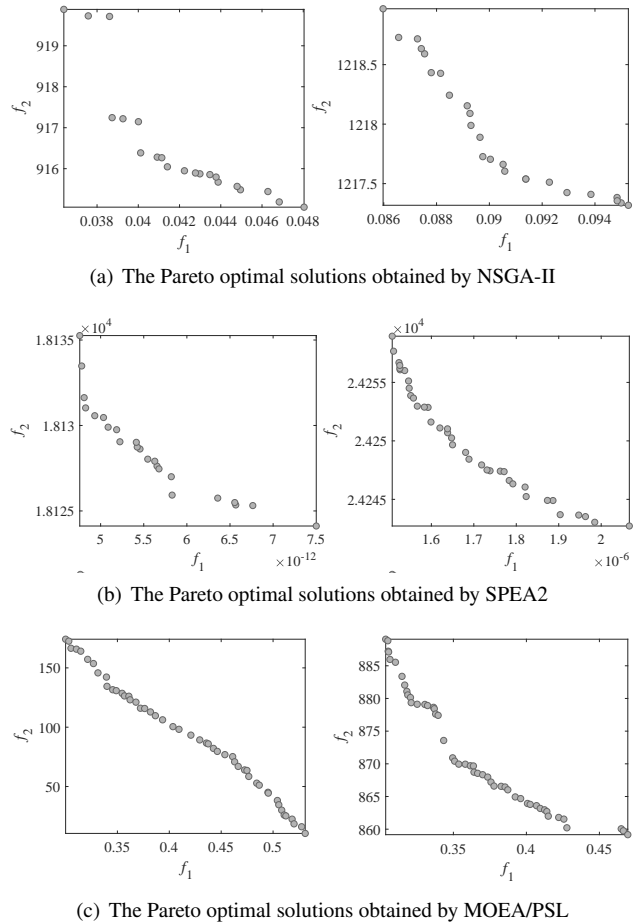 919
918
917
916
f2
0.038 0.04 0.042 0.044 0.046 0.048
f1
1218.5
1218
1217.5
f2
0.086 0.088 0.09 0.092 0.094
f1
(a) The Pareto optimal solutions obtained by NSGA-II
×10^4
1.8135
1.813
1.8125
f2
5 5.5 6 6.5 7 7.5
f1
×10^-12
×10^4
2.4255
2.425
2.4245
f2
1.6 1.7 1.8 1.9 2
f1
×10^-6
(b) The Pareto optimal solutions obtained by SPEA2
150
100
50
f2
0.35 0.4 0.45 0.5
f1
885
880
875
870
865
860
f2
0.35 0.4 0.45
f1
(c) The Pareto optimal solutions obtained by MOEA/PSL